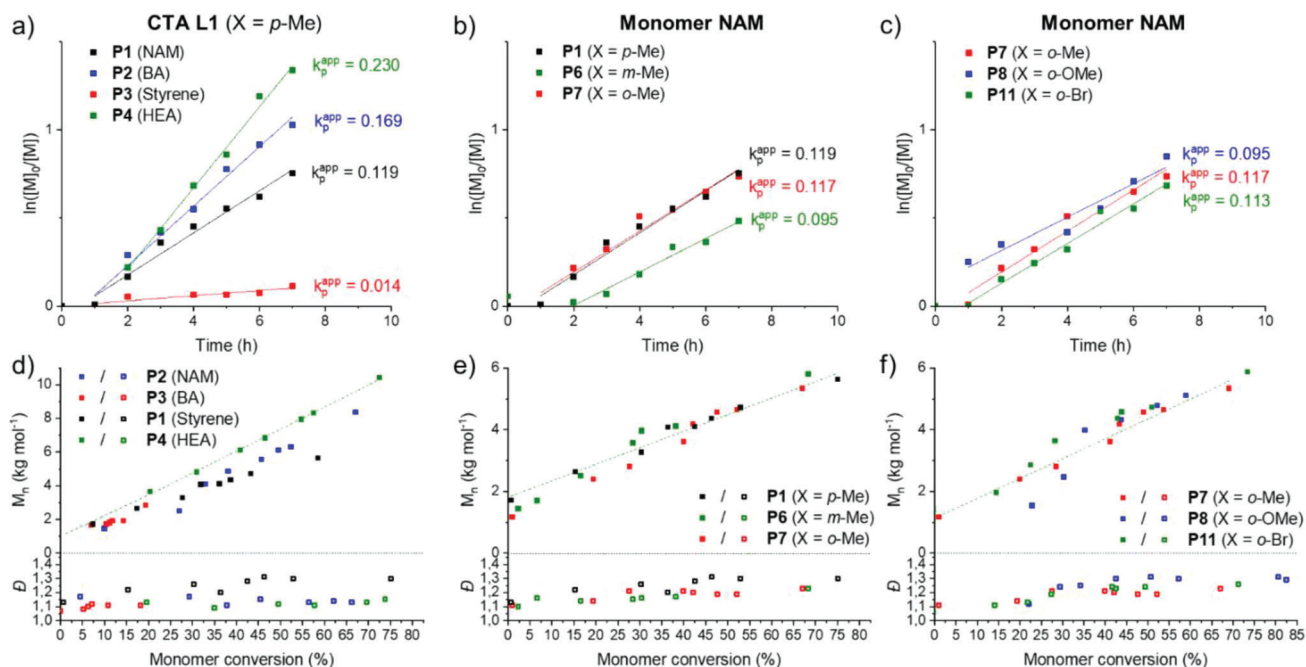 a) CTA L1 (X = p-Me)
P1 (NAM)
P2 (BA)
P3 (Styrene)
P4 (HEA)
k_p^app = 0.230
k_p^app = 0.169
k_p^app = 0.119
k_p^app = 0.014
ln([M]0/[M])
1
0
0 2 4 6 8 10
Time (h)
b) Monomer NAM
P1 (X = p-Me)
P6 (X = m-Me)
P7 (X = o-Me)
k_p^app = 0.119
k_p^app = 0.117
k_p^app = 0.095
ln([M]0/[M])
1
0
0 2 4 6 8 10
Time (h)
c) Monomer NAM
P7 (X = o-Me)
P8 (X = o-OMe)
P11 (X = o-Br)
k_p^app = 0.095
k_p^app = 0.117
k_p^app = 0.113
ln([M]0/[M])
1
0
0 2 4 6 8 10
Time (h)
d)
/ P2 (NAM)
/ P3 (BA)
/ P1 (Styrene)
/ P4 (HEA)
Mn (kg mol-1)
10
8
6
4
2
0
Đ
1,3
1,2
1,1
1,0
0 5 10 15 20 25 30 35 40 45 50 55 60 65 70 75 80
Monomer conversion (%)
e)
/ P1 (X = p-Me)
/ P6 (X = m-Me)
/ P7 (X = o-Me)
Mn (kg mol-1)
6
4
2
0
Đ
1,3
1,2
1,1
1,0
0 5 10 15 20 25 30 35 40 45 50 55 60 65 70 75 80
Monomer conversion (%)
f)
/ P7 (X = o-Me)
/ P8 (X = o-OMe)
/ P11 (X = o-Br)
Mn (kg mol-1)
6
4
2
0
Đ
1,3
1,2
1,1
1,0
0 5 10 15 20 25 30 35 40 45 50 55 60 65 70 75 80 85
Monomer conversion (%)